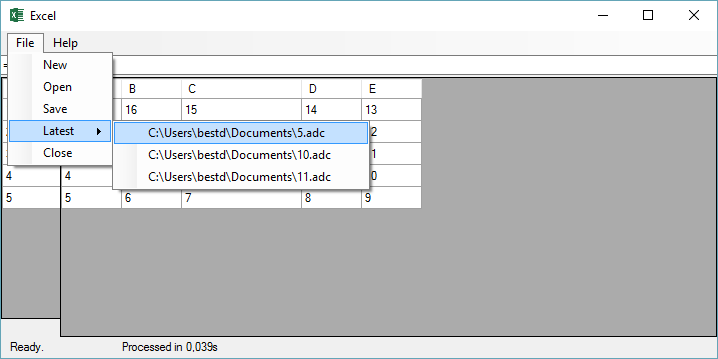 Excel
File Help
=
New
Open
Save
Latest
Close
B C D E
16 15 14 13
C:\Users\bestd\Documents\5.adc 2
C:\Users\bestd\Documents\10.adc 1
4 4 C:\Users\bestd\Documents\11.adc 0
5 5 6 7 8 9
Ready. Processed in 0,039s